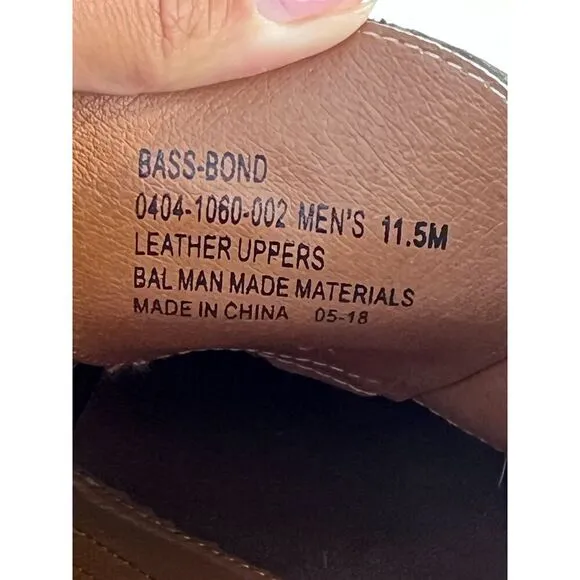 BASS-BOND
0404-1060-002 MEN'S 11.5M
LEATHER UPPERS
BAL MAN MADE MATERIALS
MADE IN CHINA 05-18